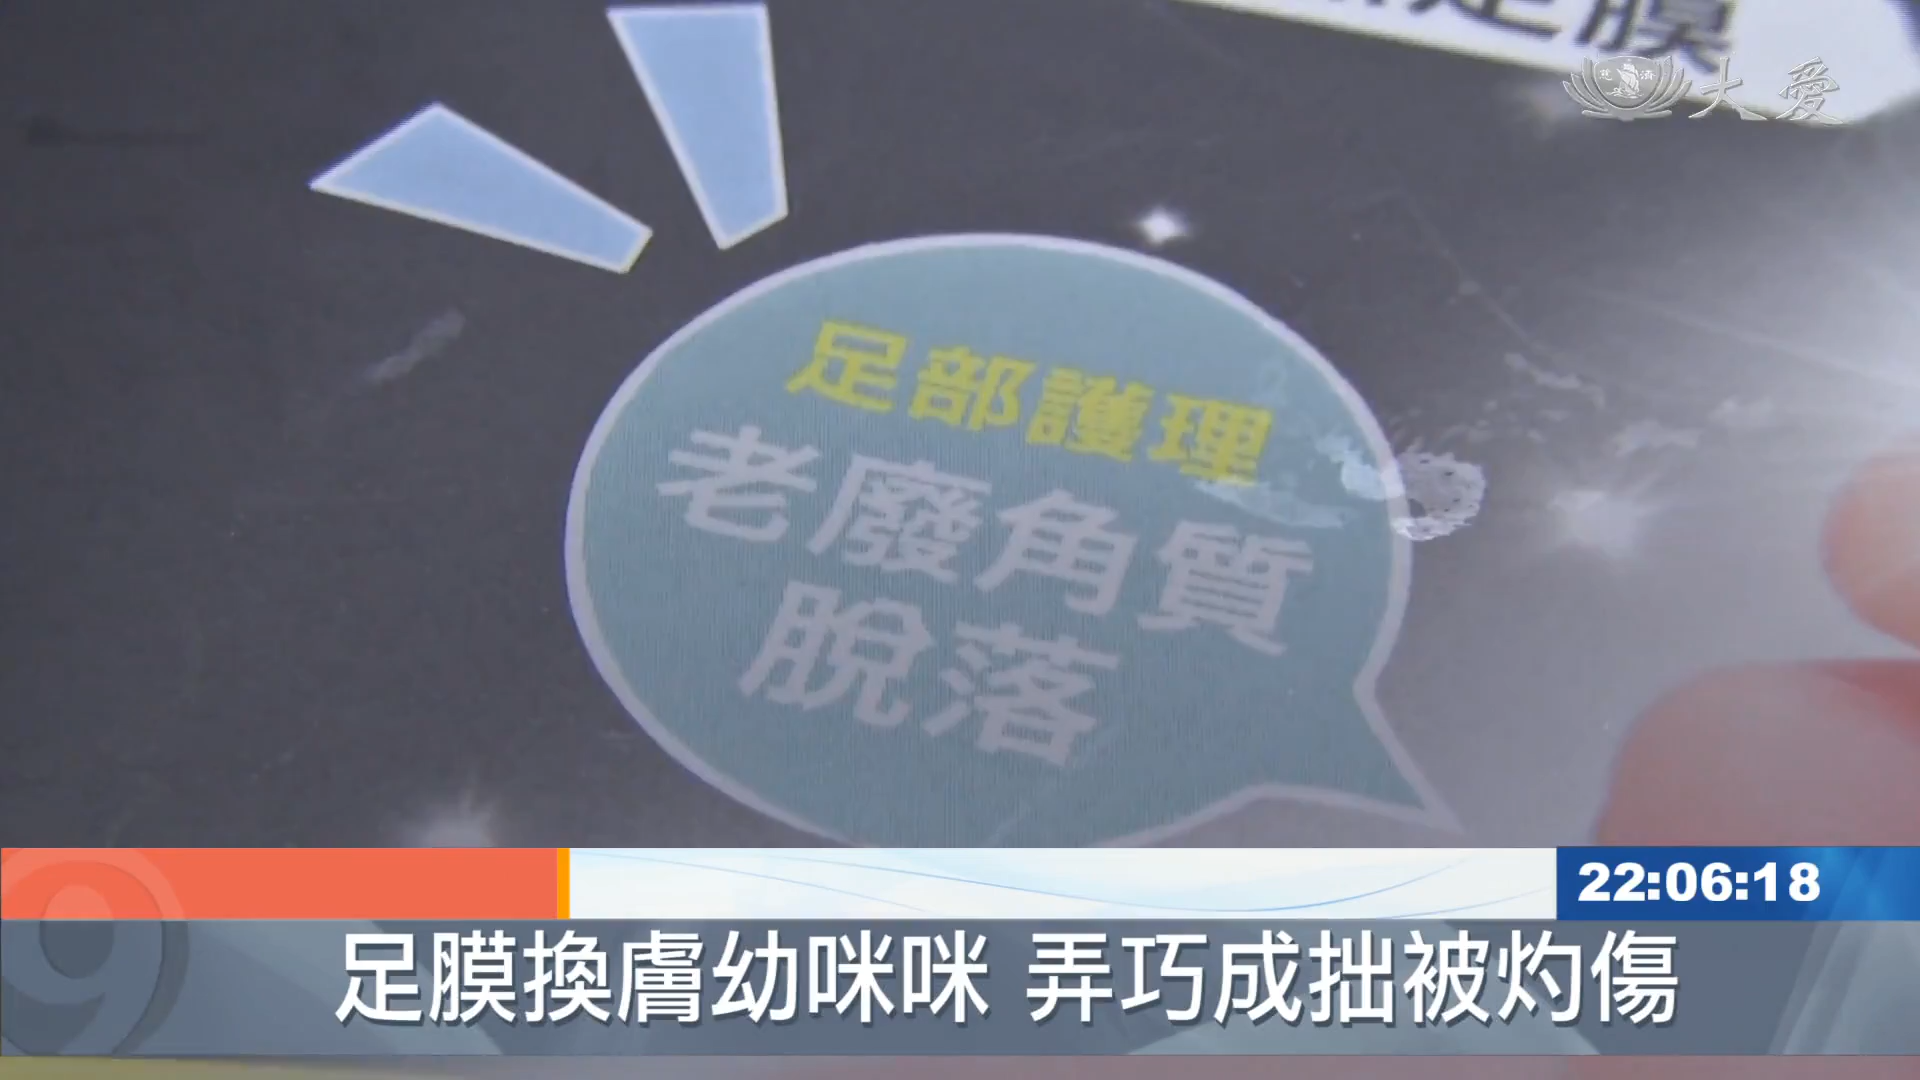 足膜
大愛
足部護理
老廢角質
脫落
22:06:18
足膜換膚幼咪咪 弄巧成拙被灼傷